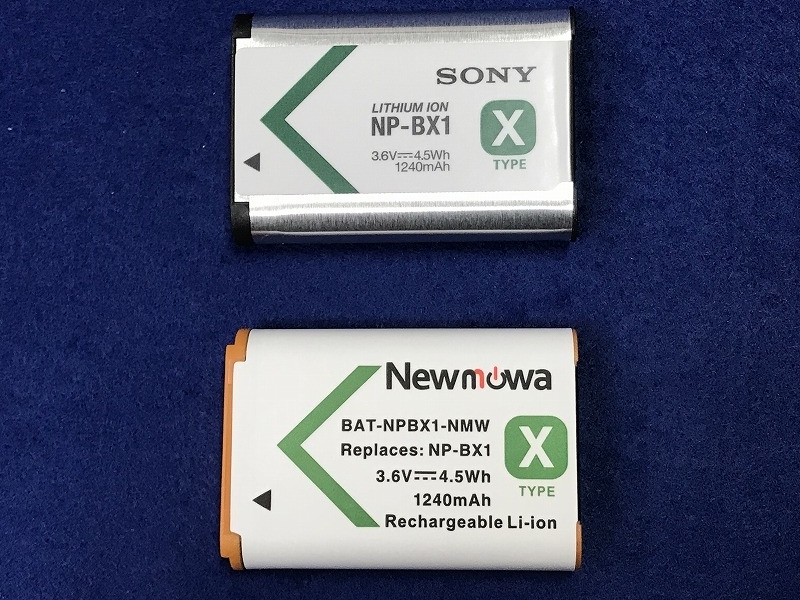 SONY
LITHIUM ION
NP-BX1
X
3.6V⎓4.5Wh
1240mAh
TYPE
Newmowa
BAT-NPBX1-NMW
Replaces: NP-BX1
X
3.6V⎓4.5Wh
1240mAh
TYPE
Rechargeable Li-ion